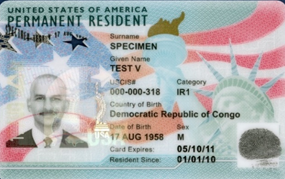 UNITED STATES OF AMERICA
PERMANENT RESIDENT
Surname
SPECIMEN
Given Name
TEST V
USCIS# Category
000-000-318 IR1
Country of Birth
Democratic Republic of Congo
Date of Birth Sex
17 AUG 1958 M
Card Expires: 05/10/11
Resident Since: 01/01/10